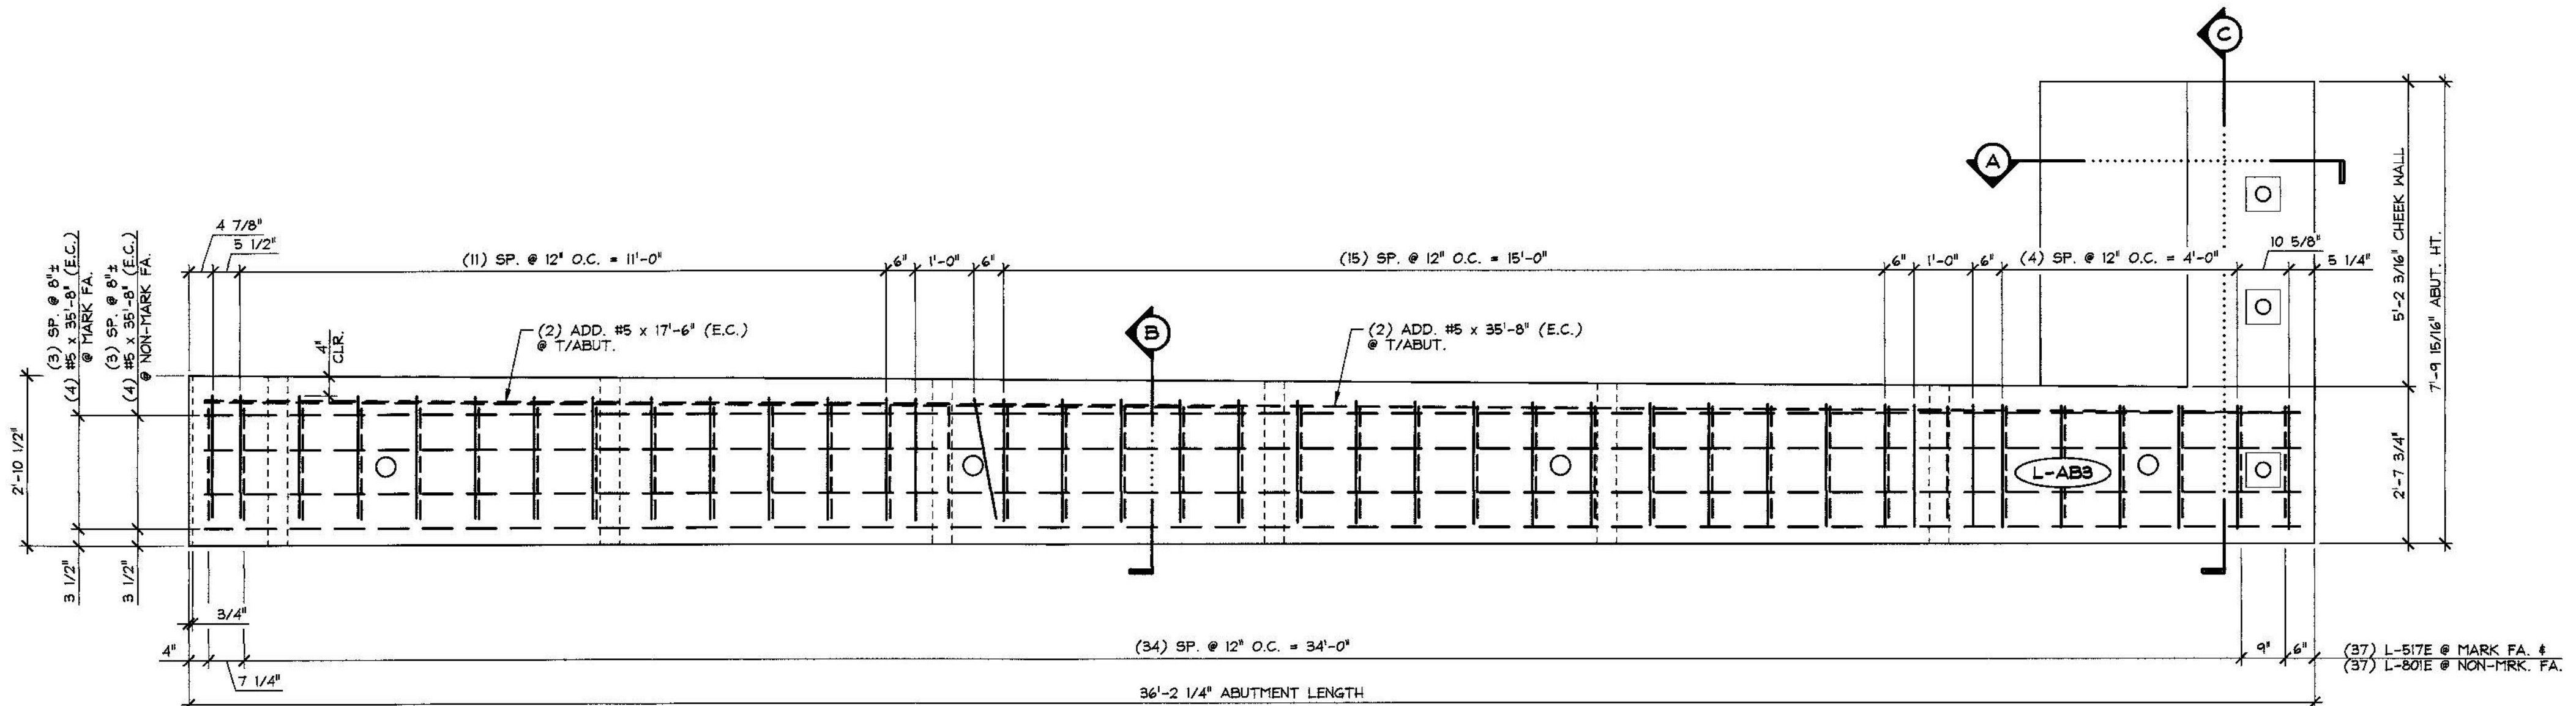 C
A
5'-2 3/16" CHEEK WALL
7'-9 15/16" ABUT. HT.
4 7/8"
5 1/2"
(11) SP. @ 12" O.C. = 11'-0"
6"
1'-0"
6"
(15) SP. @ 12" O.C. = 15'-0"
6"
1'-0"
6"
(4) SP. @ 12" O.C. = 4'-0"
10 5/8"
5 1/4"
(3) SP. @ 8"±
(4) #5 x 35'-8" (E.C.)
@ MARK FA.
(3) SP. @ 8"±
(4) #5 x 35'-8" (E.C.)
@ NON-MARK FA.
4"
CLR.
(2) ADD. #5 x 17'-6" (E.C.)
@ T/ABUT.
B
(2) ADD. #5 x 35'-8" (E.C.)
@ T/ABUT.
2'-10 1/2"
L-AB3
2'-7 3/4"
3 1/2"
3 1/2"
3/4"
4"
7 1/4"
(34) SP. @ 12" O.C. = 34'-0"
9"
6"
(37) L-517E @ MARK FA. &
(37) L-801E @ NON-MRK. FA.
36'-2 1/4" ABUTMENT LENGTH